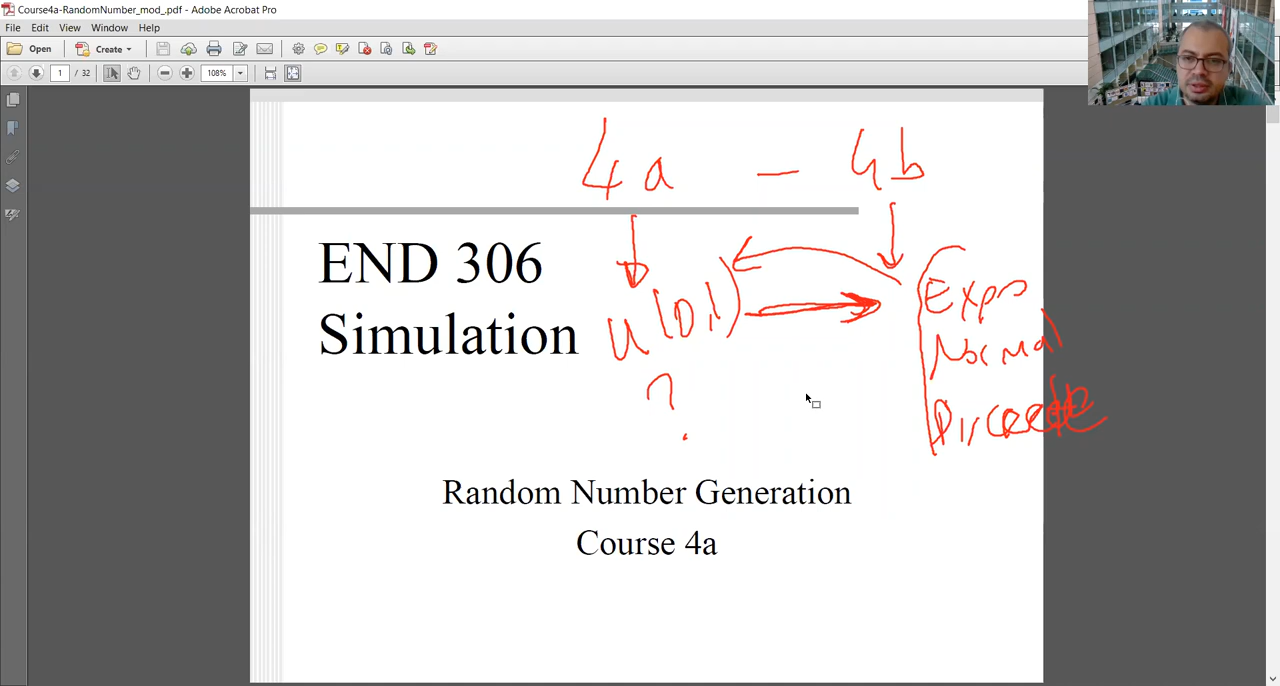 Course4a-RandomNumber_mod_.pdf - Adobe Acrobat Pro
File Edit View Window Help
Open Create
1 / 32 108%
4a - 4b
END 306
Simulation
U(0,1)
?
Expo
Normal
Discrete
Random Number Generation
Course 4a